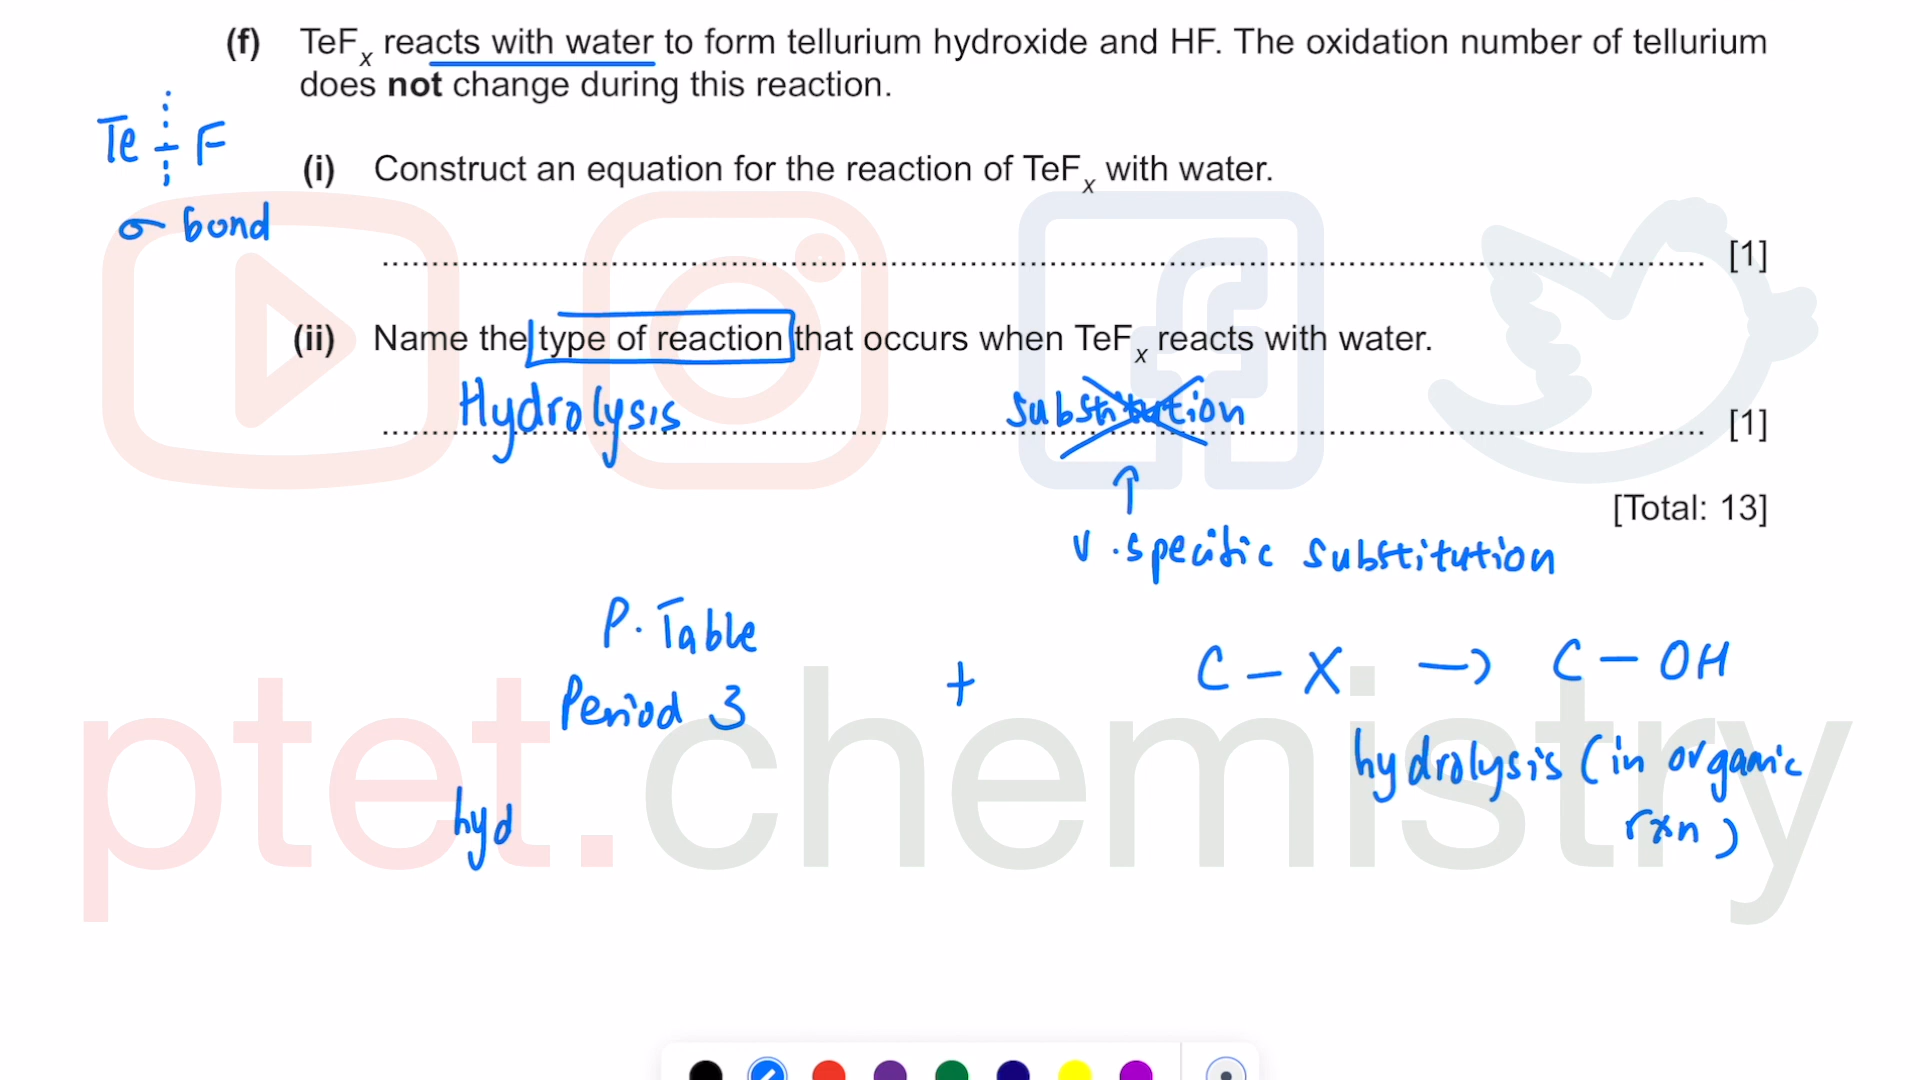 (f) TeFx reacts with water to form tellurium hydroxide and HF. The oxidation number of tellurium
does not change during this reaction.
Te - F
(i) Construct an equation for the reaction of TeFx with water.
σ bond
[1]
(ii) Name the type of reaction that occurs when TeFx reacts with water.
Hydrolysis substitution
[1]
[Total: 13]
↑
v. specific substitution
P. Table
Period 3 + C - X → C - OH
hydrolysis (in organic
rxn)
hyd
ptet.chemistry